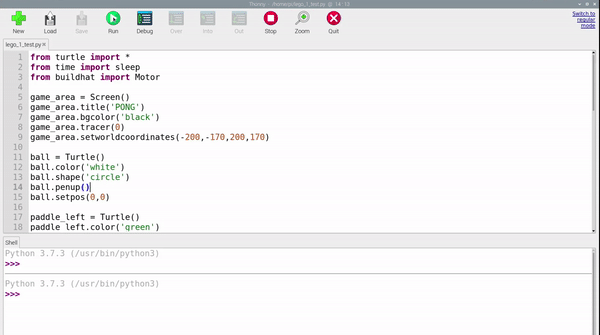 Thonny - /home/pi/lego_1_test.py @ 14 : 13
New Load Save Run Debug Over Into Out Stop Zoom Quit
Switch to
regular
mode
lego_1_test.py
1 from turtle import *
2 from time import sleep
3 from buildhat import Motor
4
5 game_area = Screen()
6 game_area.title('PONG')
7 game_area.bgcolor('black')
8 game_area.tracer(0)
9 game_area.setworldcoordinates(-200,-170,200,170)
10
11 ball = Turtle()
12 ball.color('white')
13 ball.shape('circle')
14 ball.penup()
15 ball.setpos(0,0)
16
17 paddle_left = Turtle()
18 paddle_left.color('green')
Shell
Python 3.7.3 (/usr/bin/python3)
>>>
Python 3.7.3 (/usr/bin/python3)
>>>